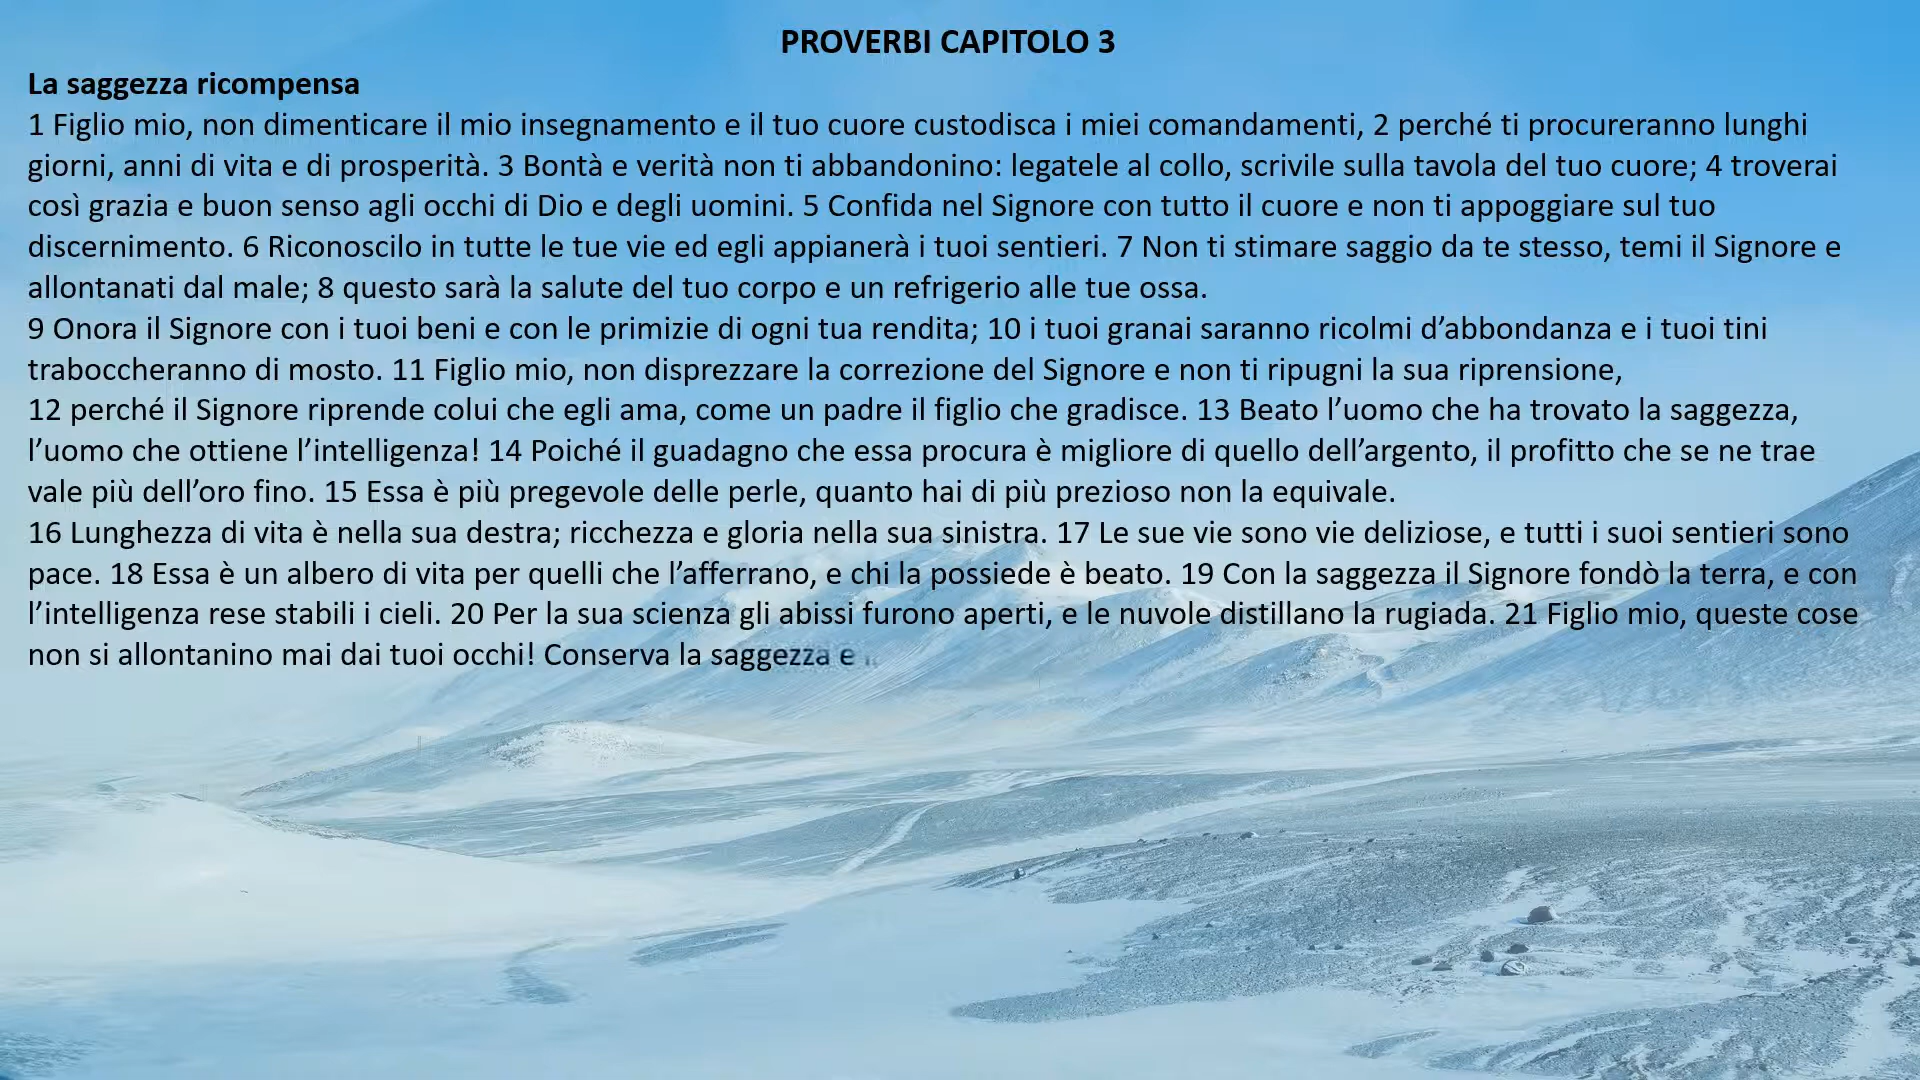 PROVERBI CAPITOLO 3
La saggezza ricompensa
1 Figlio mio, non dimenticare il mio insegnamento e il tuo cuore custodisca i miei comandamenti, 2 perché ti procureranno lunghi
giorni, anni di vita e di prosperità. 3 Bontà e verità non ti abbandonino: legatele al collo, scrivile sulla tavola del tuo cuore; 4 troverai
così grazia e buon senso agli occhi di Dio e degli uomini. 5 Confida nel Signore con tutto il cuore e non ti appoggiare sul tuo
discernimento. 6 Riconoscilo in tutte le tue vie ed egli appianerà i tuoi sentieri. 7 Non ti stimare saggio da te stesso, temi il Signore e
allontanati dal male; 8 questo sarà la salute del tuo corpo e un refrigerio alle tue ossa.
9 Onora il Signore con i tuoi beni e con le primizie di ogni tua rendita; 10 i tuoi granai saranno ricolmi d’abbondanza e i tuoi tini
traboccheranno di mosto. 11 Figlio mio, non disprezzare la correzione del Signore e non ti ripugni la sua riprensione,
12 perché il Signore riprende colui che egli ama, come un padre il figlio che gradisce. 13 Beato l’uomo che ha trovato la saggezza,
l’uomo che ottiene l’intelligenza! 14 Poiché il guadagno che essa procura è migliore di quello dell’argento, il profitto che se ne trae
vale più dell’oro fino. 15 Essa è più pregevole delle perle, quanto hai di più prezioso non la equivale.
16 Lunghezza di vita è nella sua destra; ricchezza e gloria nella sua sinistra. 17 Le sue vie sono vie deliziose, e tutti i suoi sentieri sono
pace. 18 Essa è un albero di vita per quelli che l’afferrano, e chi la possiede è beato. 19 Con la saggezza il Signore fondò la terra, e con
l’intelligenza rese stabili i cieli. 20 Per la sua scienza gli abissi furono aperti, e le nuvole distillano la rugiada. 21 Figlio mio, queste cose
non si allontanino mai dai tuoi occhi! Conserva la saggezza e